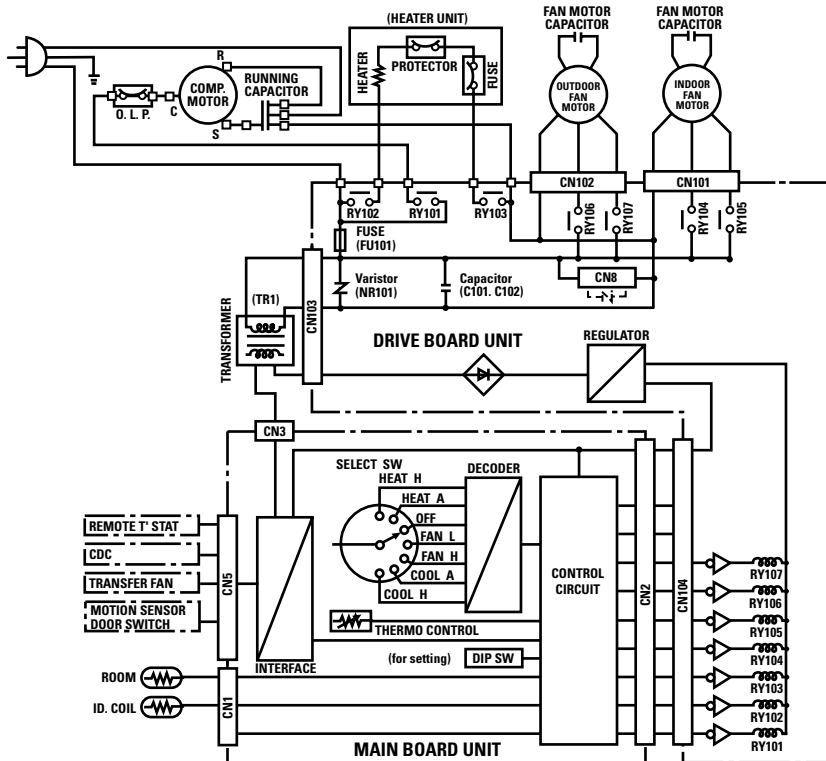 (HEATER UNIT)
FAN MOTOR
CAPACITOR
FAN MOTOR
CAPACITOR
R
COMP.
MOTOR
RUNNING
CAPACITOR
HEATER
PROTECTOR
FUSE
OUTDOOR
FAN
MOTOR
INDOOR
FAN
MOTOR
O. L. P.
C
S
CN102
CN101
RY102
RY101
RY103
RY106
RY107
RY104
RY105
FUSE
(FU101)
TRANSFORMER
(TR1)
CN103
Varistor
(NR101)
Capacitor
(C101. C102)
CN8
DRIVE BOARD UNIT
REGULATOR
CN3
SELECT SW
HEAT H
HEAT A
OFF
FAN L
FAN H
COOL A
COOL H
DECODER
REMOTE T' STAT
CDC
TRANSFER FAN
MOTION SENSOR
DOOR SWITCH
CN5
CONTROL
CIRCUIT
CN2
CN104
RY107
RY106
RY105
RY104
RY103
RY102
RY101
THERMO CONTROL
INTERFACE
(for setting)
DIP SW
ROOM
ID. COIL
CN1
MAIN BOARD UNIT